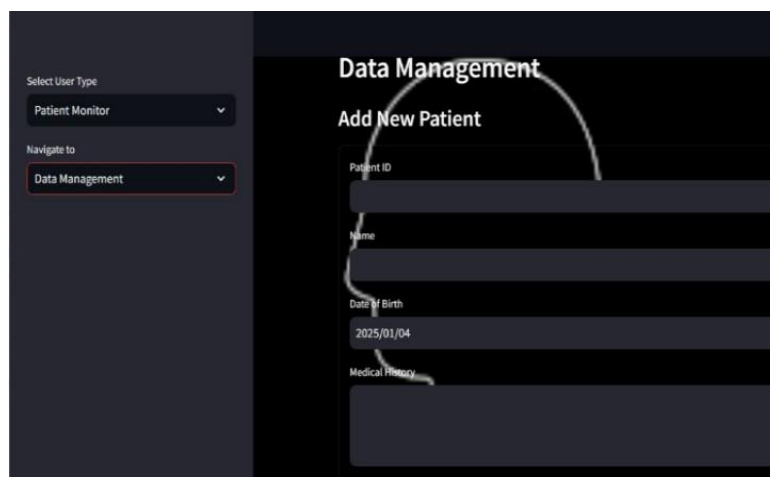 Select User Type
Patient Monitor
Navigate to
Data Management
Data Management
Add New Patient
Patient ID
Name
Date of Birth
2025/01/04
Medical History